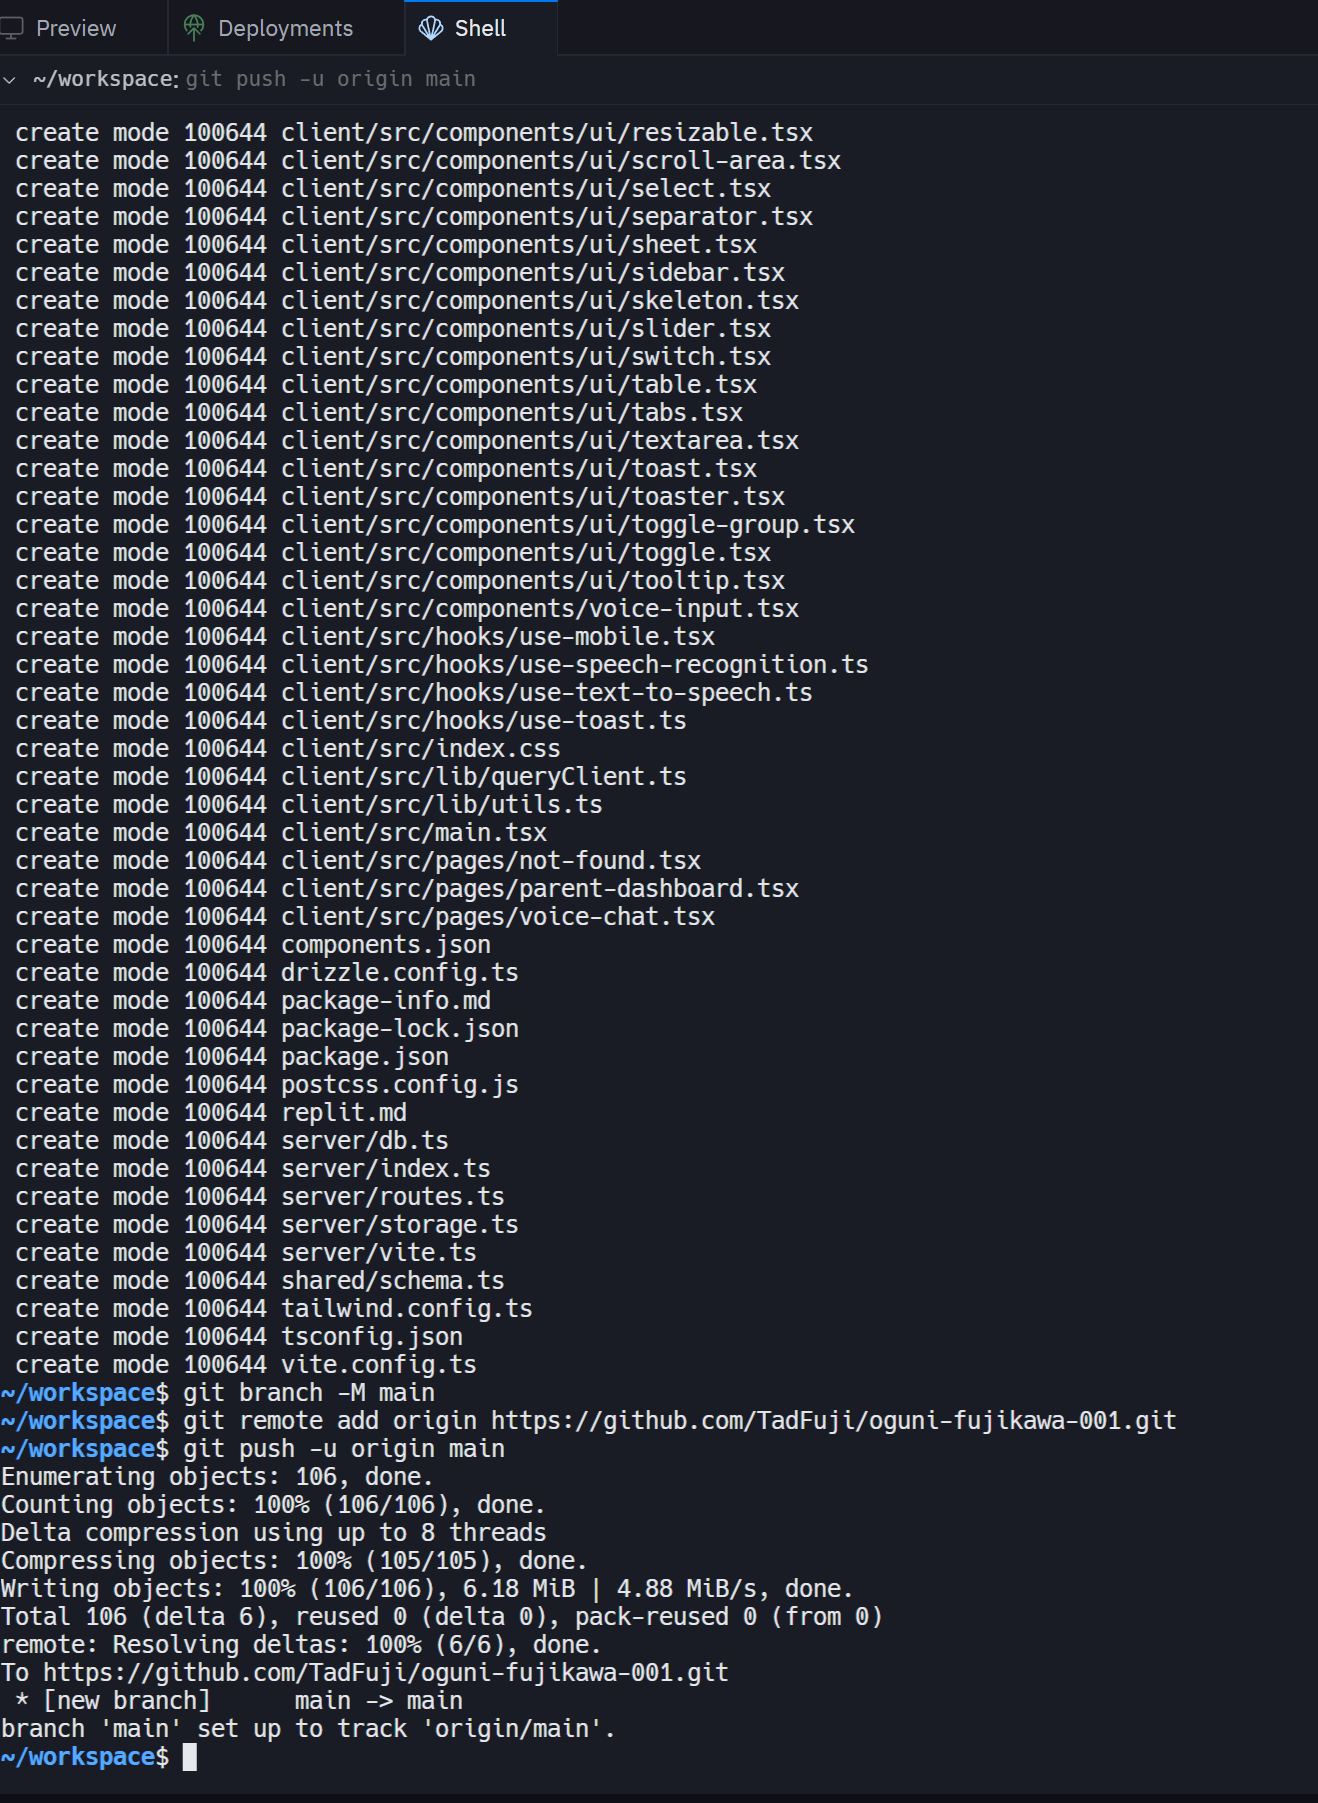 Preview
Deployments
Shell
~/workspace: git push -u origin main
create mode 100644 client/src/components/ui/resizable.tsx
create mode 100644 client/src/components/ui/scroll-area.tsx
create mode 100644 client/src/components/ui/select.tsx
create mode 100644 client/src/components/ui/separator.tsx
create mode 100644 client/src/components/ui/sheet.tsx
create mode 100644 client/src/components/ui/sidebar.tsx
create mode 100644 client/src/components/ui/skeleton.tsx
create mode 100644 client/src/components/ui/slider.tsx
create mode 100644 client/src/components/ui/switch.tsx
create mode 100644 client/src/components/ui/table.tsx
create mode 100644 client/src/components/ui/tabs.tsx
create mode 100644 client/src/components/ui/textarea.tsx
create mode 100644 client/src/components/ui/toast.tsx
create mode 100644 client/src/components/ui/toaster.tsx
create mode 100644 client/src/components/ui/toggle-group.tsx
create mode 100644 client/src/components/ui/toggle.tsx
create mode 100644 client/src/components/ui/tooltip.tsx
create mode 100644 client/src/components/voice-input.tsx
create mode 100644 client/src/hooks/use-mobile.tsx
create mode 100644 client/src/hooks/use-speech-recognition.ts
create mode 100644 client/src/hooks/use-text-to-speech.ts
create mode 100644 client/src/hooks/use-toast.ts
create mode 100644 client/src/index.css
create mode 100644 client/src/lib/queryClient.ts
create mode 100644 client/src/lib/utils.ts
create mode 100644 client/src/main.tsx
create mode 100644 client/src/pages/not-found.tsx
create mode 100644 client/src/pages/parent-dashboard.tsx
create mode 100644 client/src/pages/voice-chat.tsx
create mode 100644 components.json
create mode 100644 drizzle.config.ts
create mode 100644 package-info.md
create mode 100644 package-lock.json
create mode 100644 package.json
create mode 100644 postcss.config.js
create mode 100644 replit.md
create mode 100644 server/db.ts
create mode 100644 server/index.ts
create mode 100644 server/routes.ts
create mode 100644 server/storage.ts
create mode 100644 server/vite.ts
create mode 100644 shared/schema.ts
create mode 100644 tailwind.config.ts
create mode 100644 tsconfig.json
create mode 100644 vite.config.ts
~/workspace$ git branch -M main
~/workspace$ git remote add origin https://github.com/TadFuji/oguni-fujikawa-001.git
~/workspace$ git push -u origin main
Enumerating objects: 106, done.
Counting objects: 100% (106/106), done.
Delta compression using up to 8 threads
Compressing objects: 100% (105/105), done.
Writing objects: 100% (106/106), 6.18 MiB | 4.88 MiB/s, done.
Total 106 (delta 6), reused 0 (delta 0), pack-reused 0 (from 0)
remote: Resolving deltas: 100% (6/6), done.
To https://github.com/TadFuji/oguni-fujikawa-001.git
* [new branch]      main -> main
branch 'main' set up to track 'origin/main'.
~/workspace$